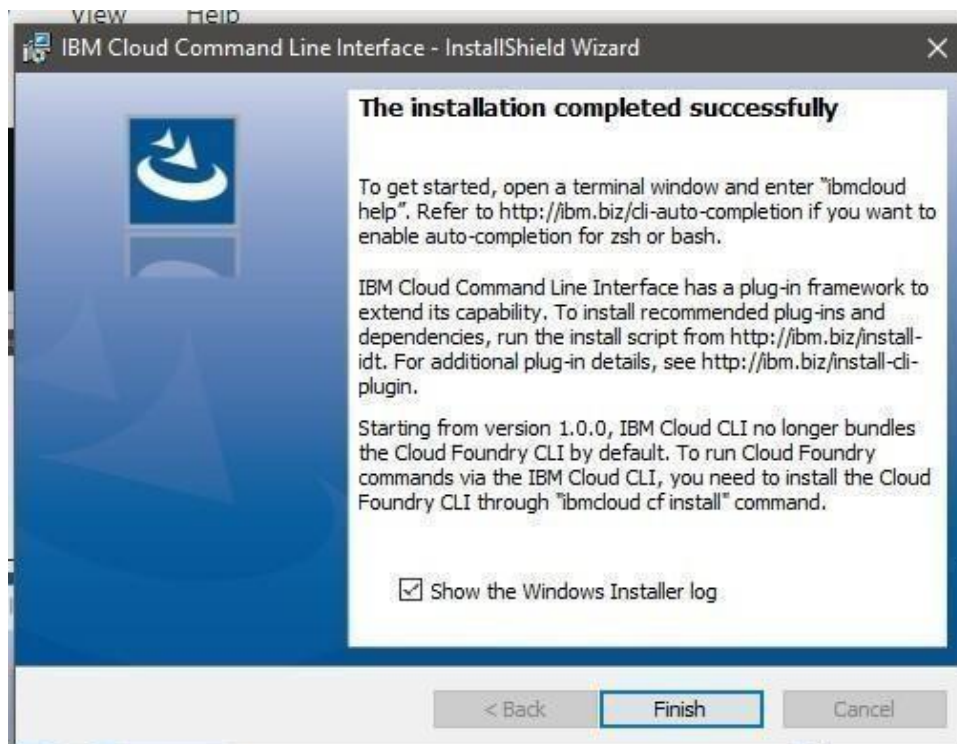 View Help
IBM Cloud Command Line Interface - InstallShield Wizard
The installation completed successfully
To get started, open a terminal window and enter "ibmcloud
help". Refer to http://ibm.biz/cli-auto-completion if you want to
enable auto-completion for zsh or bash.
IBM Cloud Command Line Interface has a plug-in framework to
extend its capability. To install recommended plug-ins and
dependencies, run the install script from http://ibm.biz/install-
idt. For additional plug-in details, see http://ibm.biz/install-cli-
plugin.
Starting from version 1.0.0, IBM Cloud CLI no longer bundles
the Cloud Foundry CLI by default. To run Cloud Foundry
commands via the IBM Cloud CLI, you need to install the Cloud
Foundry CLI through "ibmcloud cf install" command.
Show the Windows Installer log
< Back Finish Cancel